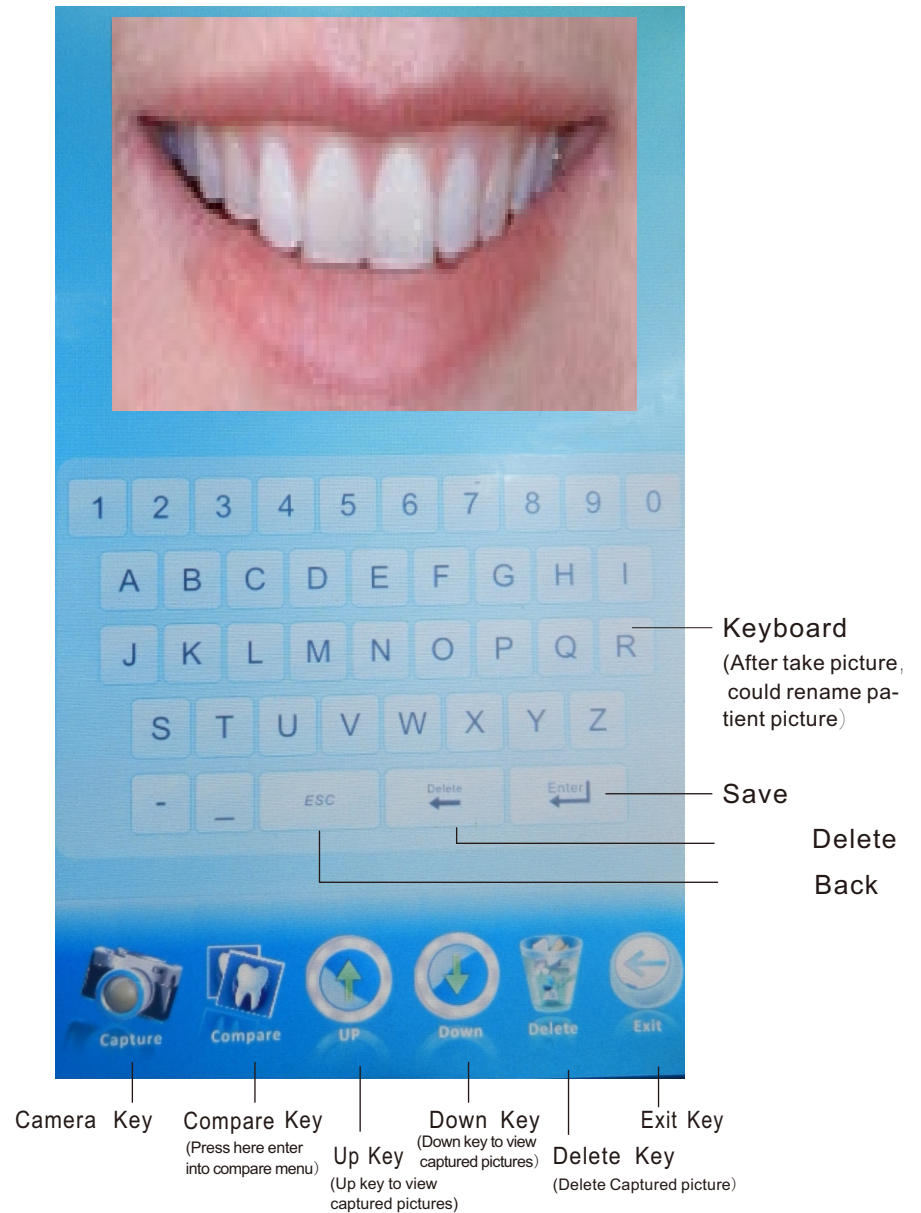 1 2 3 4 5 6 7 8 9 0
A B C D E F G H I
J K L M N O P Q R
Keyboard
(After take picture,
could rename pa-
tient picture)
S T U V W X Y Z
- _ ESC Delete Enter
Save
Delete
Back
Capture Compare UP Down Delete Exit
Camera Key
Compare Key
(Press here enter
into compare menu)
Up Key
(Up key to view
captured pictures)
Down Key
(Down key to view
captured pictures)
Delete Key
(Delete Captured picture)
Exit Key